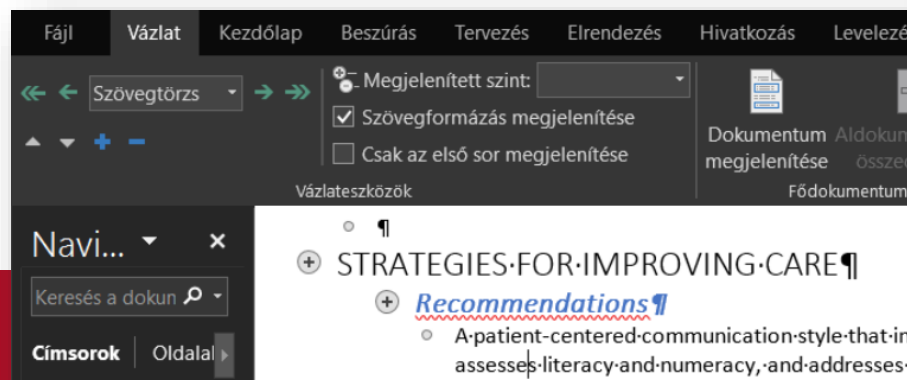 Fájl Vázlat Kezdőlap Beszúrás Tervezés Elrendezés Hivatkozás
Szövegtörzs
Megjelenített szint:
Szövegformázás megjelenítése
Csak az első sor megjelenítése
Vázlateszközök
Dokumentum
megjelenítése
Navi...
Keresés a dokun
Címsorok
¶
STRATEGIES·FOR·IMPROVING·CARE¶
Recommendations¶
A·patient-centered·communication·style·that·
assesses·literacy·and·numeracy,·and·addresses·